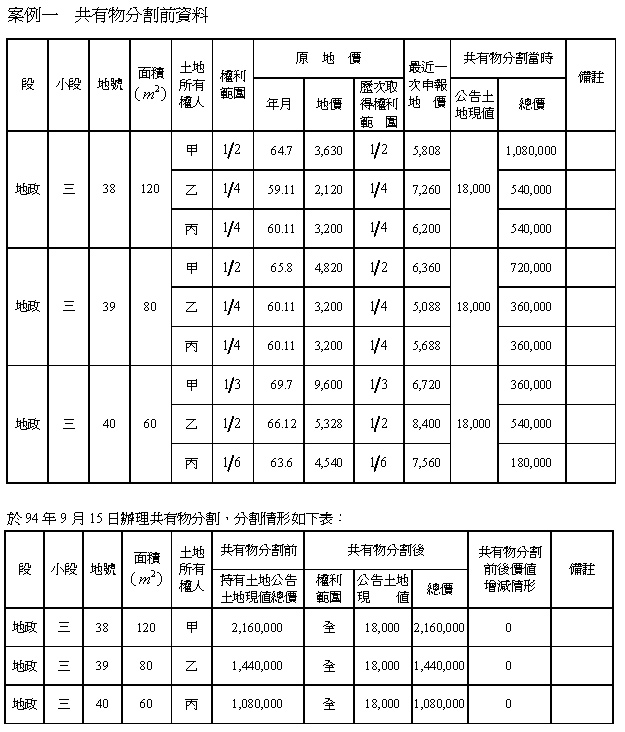 案例一　共有物分割前資料
段 小段 地號 面積(m²) 土地所有權人 權利範圍 原地價 最近一次申報地價 共有物分割當時 備註
年月 地價 歷次取得權利範圍 公告土地現值 總價
地政 三 38 120 甲 1/2 64.7 3,630 1/2 5,808 18,000 1,080,000
乙 1/4 59.11 2,120 1/4 7,260 540,000
丙 1/4 60.11 3,200 1/4 6,200 540,000
地政 三 39 80 甲 1/2 65.8 4,820 1/2 6,360 18,000 720,000
乙 1/4 60.11 3,200 1/4 5,088 360,000
丙 1/4 60.11 3,200 1/4 5,688 360,000
地政 三 40 60 甲 1/3 69.7 9,600 1/3 6,720 18,000 360,000
乙 1/2 66.12 5,328 1/2 8,400 540,000
丙 1/6 63.6 4,540 1/6 7,560 180,000
於94年9月15日辦理共有物分割，分割情形如下表：
段 小段 地號 面積(m²) 土地所有權人 共有物分割前 共有物分割後 共有物分割前後價值增減情形 備註
持有土地公告土地現值總價 權利範圍 公告土地現值 總價
地政 三 38 120 甲 2,160,000 全 18,000 2,160,000 0
地政 三 39 80 乙 1,440,000 全 18,000 1,440,000 0
地政 三 40 60 丙 1,080,000 全 18,000 1,080,000 0